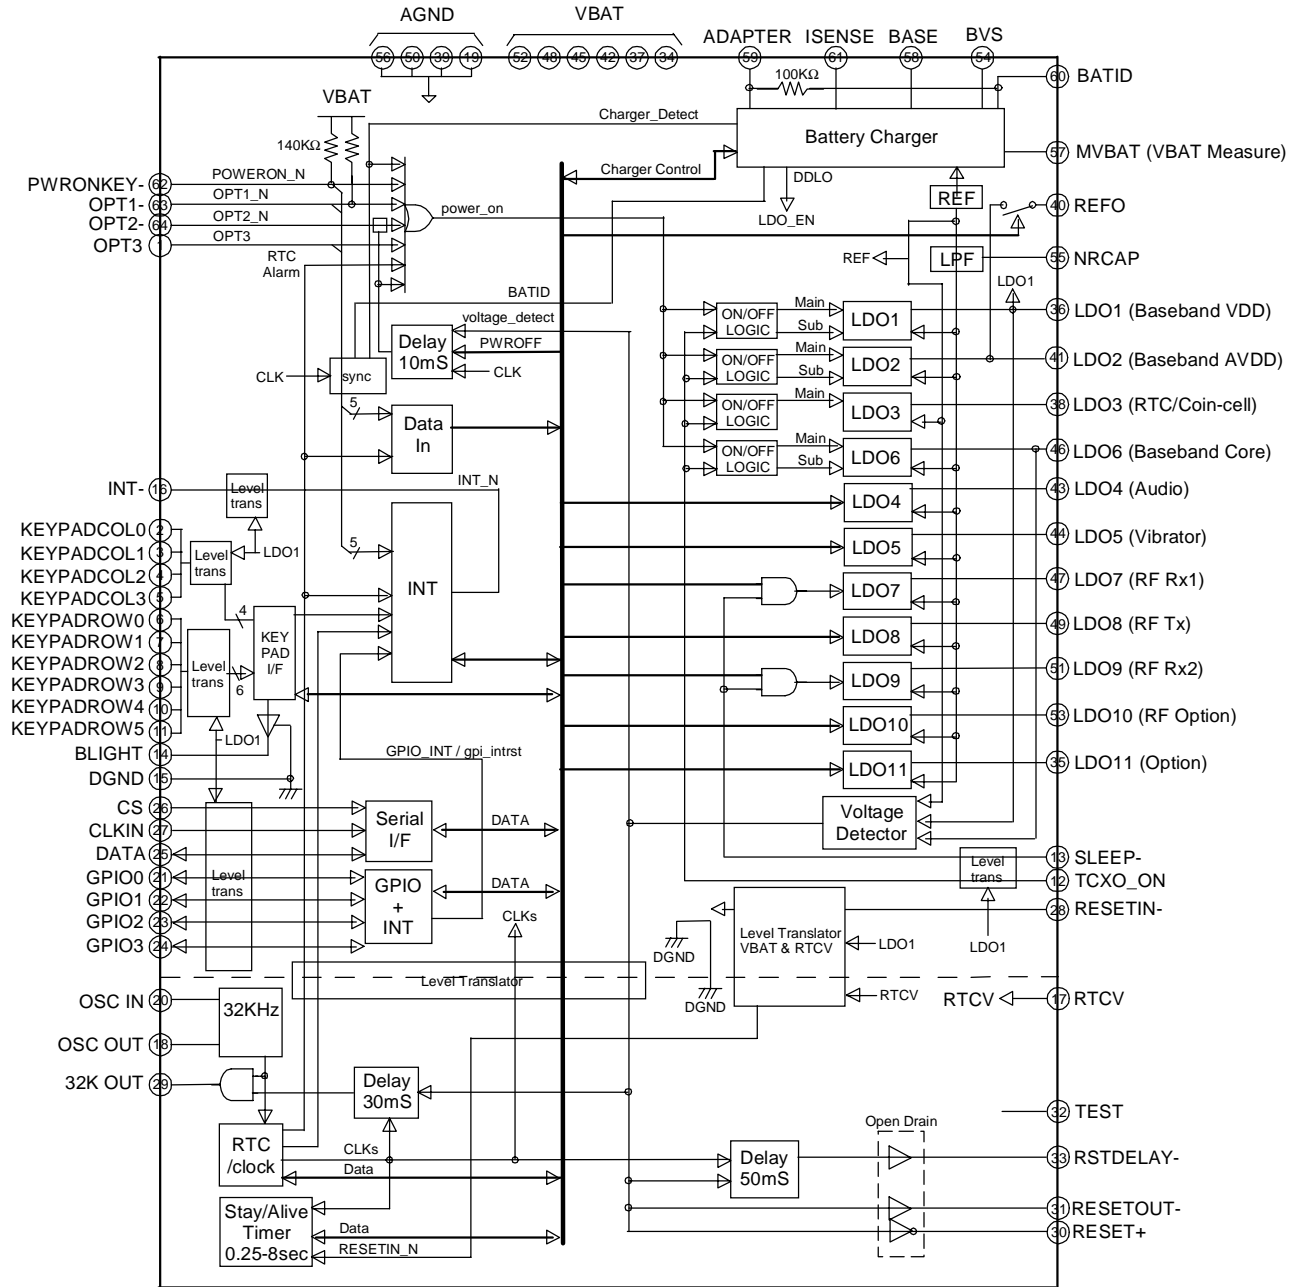 AGND VBAT
ADAPTER ISENSE BASE BVS
56 50 39 19 52 48 45 42 37 34 59 61 58 54
100KΩ
60 BATID
VBAT
Charger_Detect
Battery Charger
140KΩ
57 MVBAT (VBAT Measure)
Charger Control
DDLO
PWRONKEY- 62 POWERON_N
OPT1- 63 OPT1_N
OPT2- 64 OPT2_N
OPT3 1 OPT3
power_on
LDO_EN
REF
40 REFO
RTC
Alarm
REF
LPF
55 NRCAP
BATID
LDO1
voltage_detect
Delay
10mS
PWROFF
CLK
CLK
sync
ON/OFF
LOGIC
Main
Sub
LDO1
36 LDO1 (Baseband VDD)
ON/OFF
LOGIC
Main
Sub
LDO2
41 LDO2 (Baseband AVDD)
ON/OFF
LOGIC
Main
LDO3
38 LDO3 (RTC/Coin-cell)
5
Data
In
ON/OFF
LOGIC
Main
Sub
LDO6
46 LDO6 (Baseband Core)
INT- 16
Level
trans
INT_N
LDO4
43 LDO4 (Audio)
KEYPADCOL0 2
KEYPADCOL1 3
KEYPADCOL2 4
KEYPADCOL3 5
Level
trans
LDO1
5
INT
LDO5
44 LDO5 (Vibrator)
LDO7
47 LDO7 (RF Rx1)
KEYPADROW0 6
KEYPADROW1 7
KEYPADROW2 8
KEYPADROW3 9
KEYPADROW4 10
KEYPADROW5 11
Level
trans
4
6
KEY
PAD
I/F
LDO8
49 LDO8 (RF Tx)
LDO9
51 LDO9 (RF Rx2)
LDO10
53 LDO10 (RF Option)
BLIGHT 14
LDO1
DGND 15
GPIO_INT / gpi_intrst
LDO11
35 LDO11 (Option)
CS 26
CLKIN 27
DATA 25
Serial
I/F
DATA
Voltage
Detector
GPIO0 21
GPIO1 22
GPIO2 23
GPIO3 24
Level
trans
GPIO
+
INT
DATA
CLKs
13 SLEEP-
12 TCXO_ON
Level
trans
LDO1
28 RESETIN-
Level Translator
VBAT & RTCV
LDO1
RTCV
DGND
DGND
Level Translator
RTCV 17 RTCV
OSC IN 20
OSC OUT 18
32KHz
32K OUT 29
Delay
30mS
32 TEST
Open Drain
RTC
/clock
CLKs
Data
Delay
50mS
33 RSTDELAY-
Stay/Alive
Timer
0.25-8sec
Data
RESETIN_N
31 RESETOUT-
30 RESET+